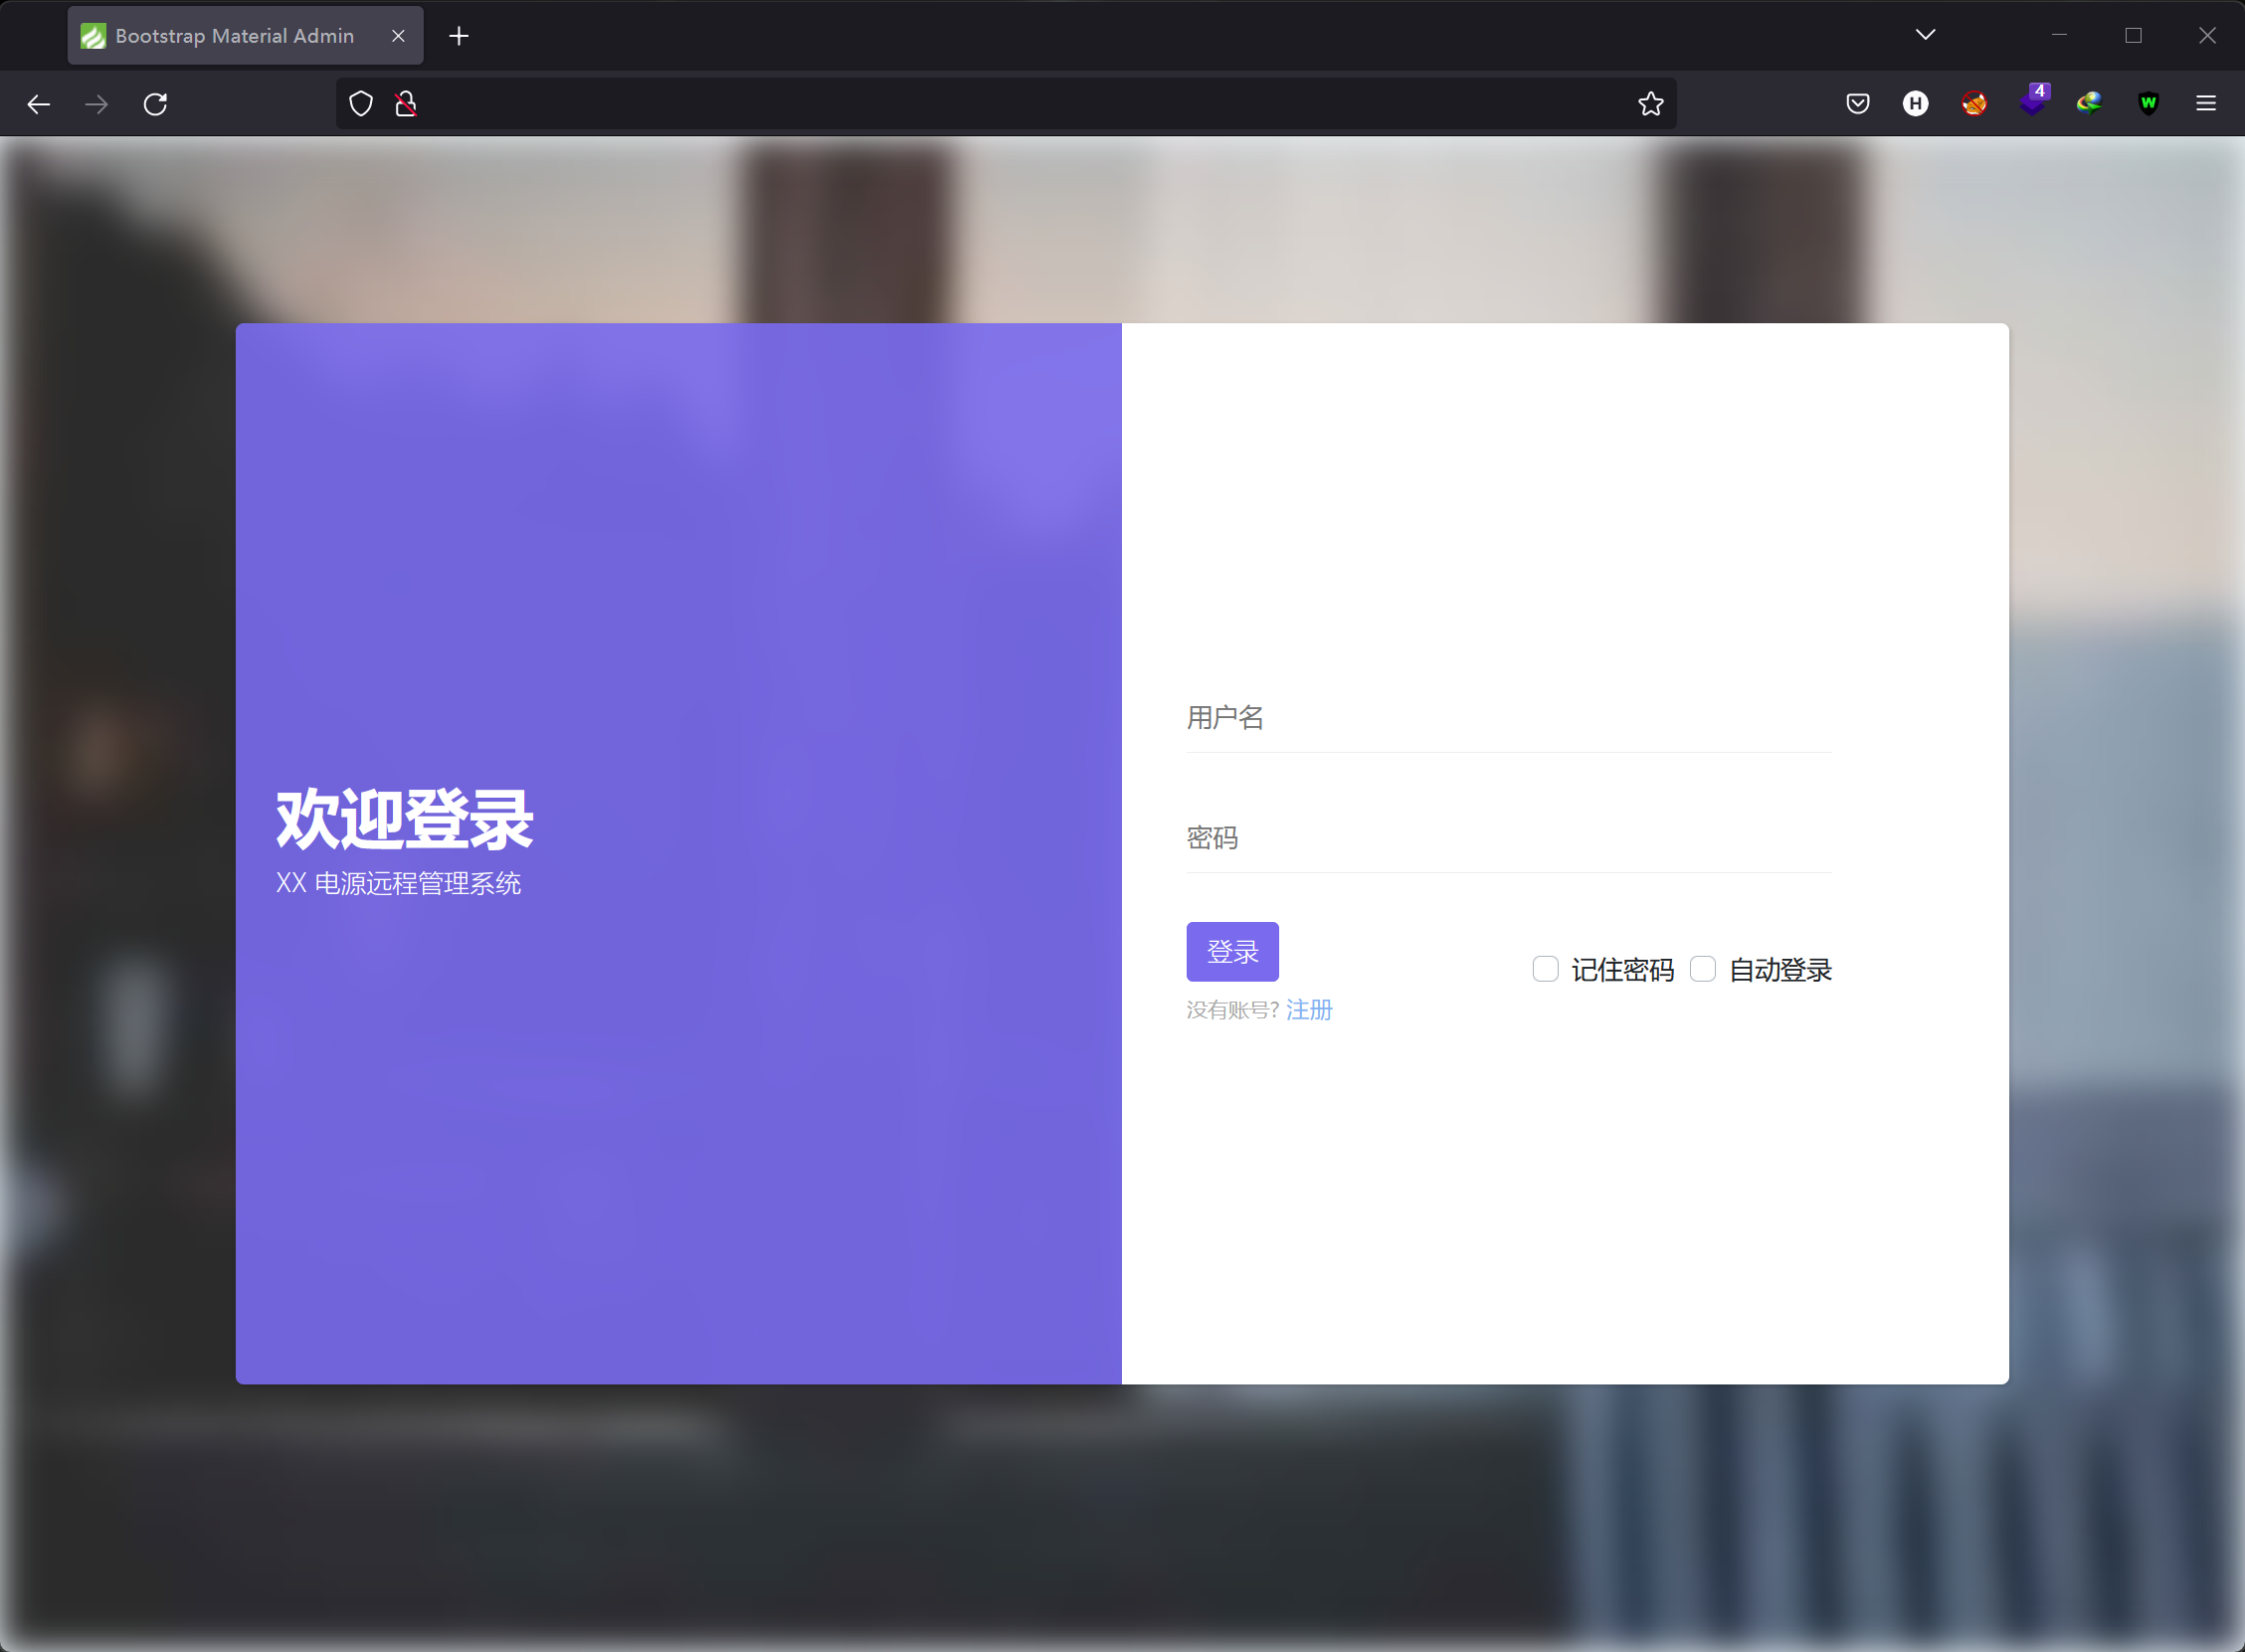 Bootstrap Material Admin
H
4
W
欢迎登录
XX 电源远程管理系统
用户名
密码
登录
记住密码 自动登录
没有账号? 注册